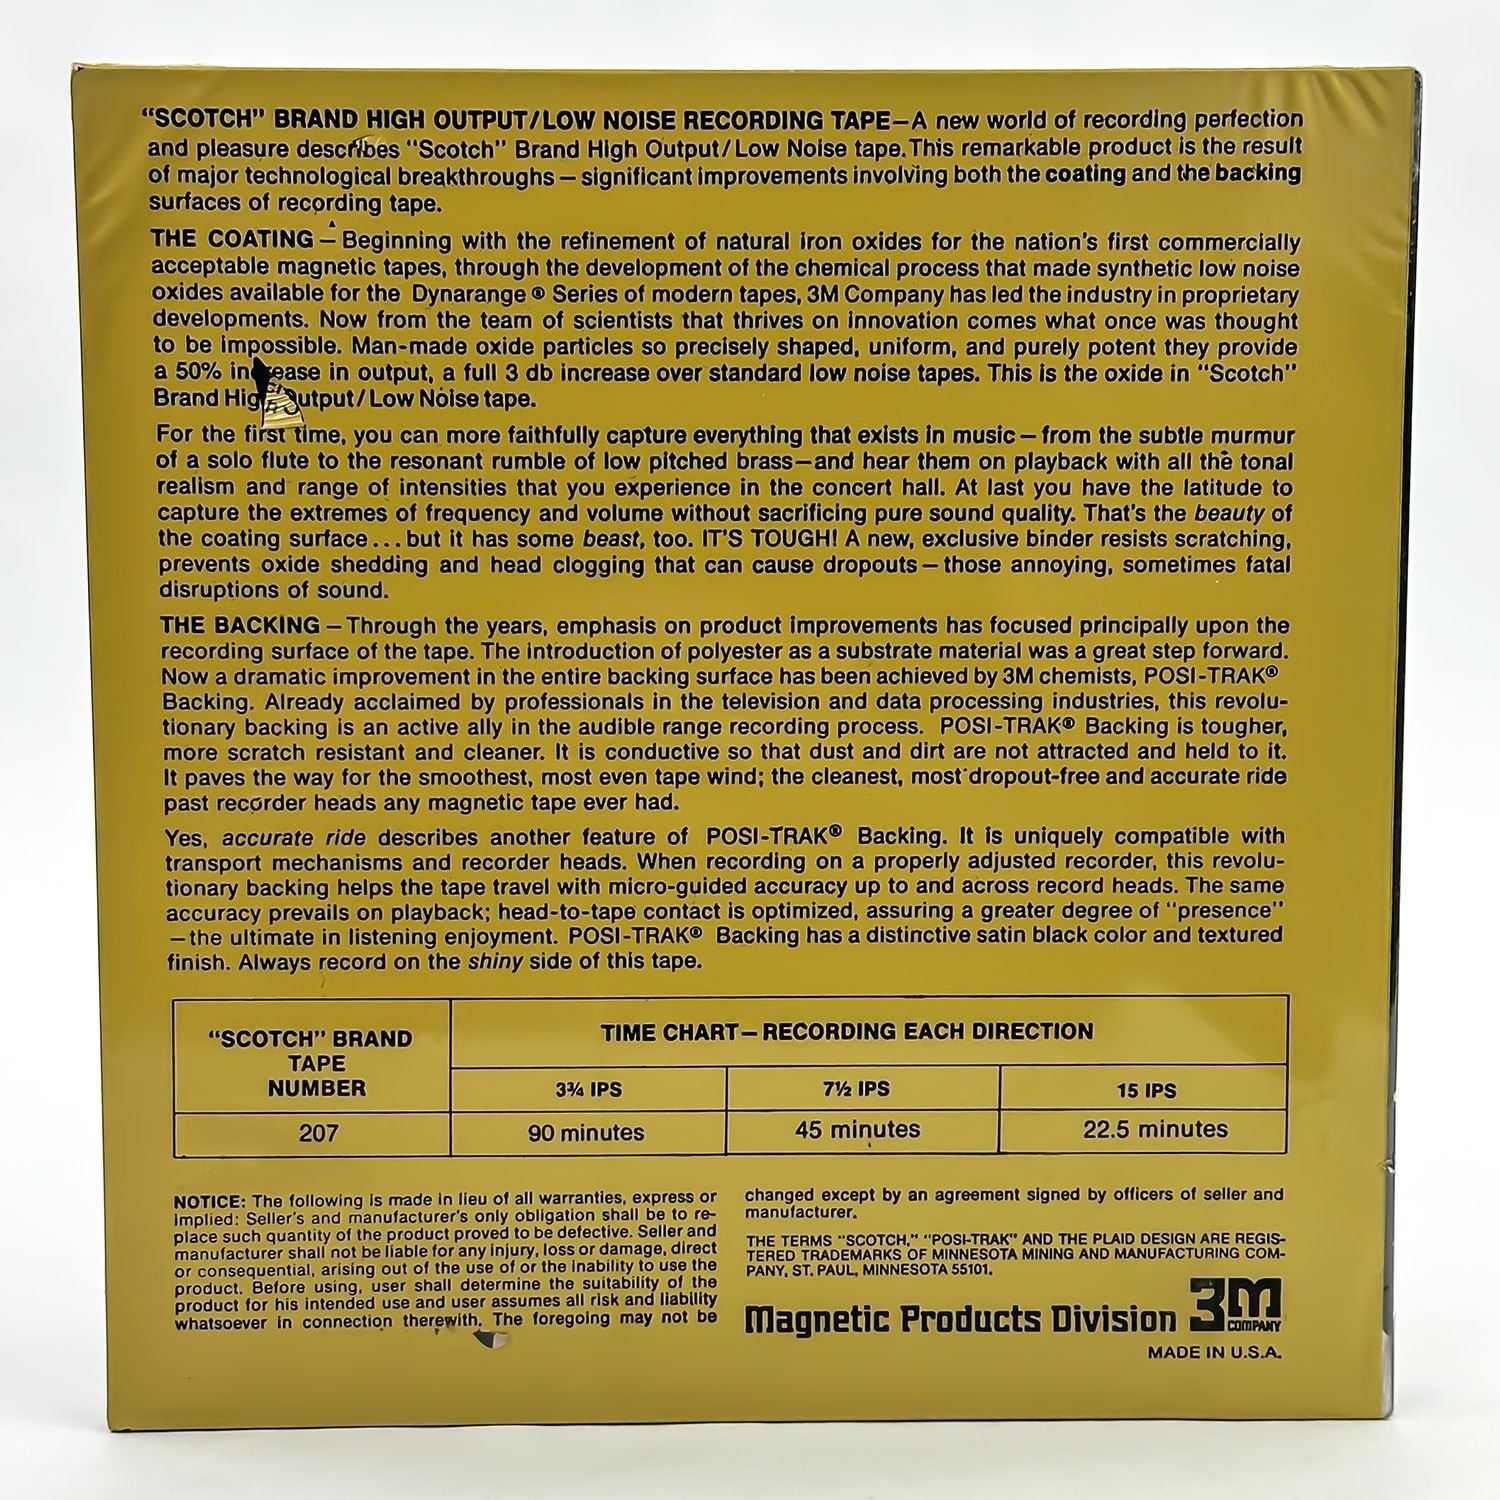 “SCOTCH” BRAND HIGH OUTPUT/LOW NOISE RECORDING TAPE—A new world of recording perfection
and pleasure describes “Scotch” Brand High Output/Low Noise tape. This remarkable product is the result
of major technological breakthroughs — significant improvements involving both the coating and the backing
surfaces of recording tape.
THE COATING — Beginning with the refinement of natural iron oxides for the nation's first commercially
acceptable magnetic tapes, through the development of the chemical process that made synthetic low noise
oxides available for the Dynarange ® Series of modern tapes, 3M Company has led the industry in proprietary
developments. Now from the team of scientists that thrives on innovation comes what once was thought
to be impossible. Man-made oxide particles so precisely shaped, uniform, and purely potent they provide
a 50% increase in output, a full 3 db increase over standard low noise tapes. This is the oxide in “Scotch”
Brand High Output/Low Noise tape.
For the first time, you can more faithfully capture everything that exists in music — from the subtle murmur
of a solo flute to the resonant rumble of low pitched brass—and hear them on playback with all the tonal
realism and range of intensities that you experience in the concert hall. At last you have the latitude to
capture the extremes of frequency and volume without sacrificing pure sound quality. That's the beauty of
the coating surface...but it has some beast, too. IT'S TOUGH! A new, exclusive binder resists scratching,
prevents oxide shedding and head clogging that can cause dropouts — those annoying, sometimes fatal
disruptions of sound.
THE BACKING — Through the years, emphasis on product improvements has focused principally upon the
recording surface of the tape. The introduction of polyester as a substrate material was a great step forward.
Now a dramatic improvement in the entire backing surface has been achieved by 3M chemists, POSI-TRAK®
Backing. Already acclaimed by professionals in the television and data processing industries, this revolu-
tionary backing is an active ally in the audible range recording process. POSI-TRAK® Backing is tougher,
more scratch resistant and cleaner. It is conductive so that dust and dirt are not attracted and held to it.
It paves the way for the smoothest, most even tape wind; the cleanest, most dropout-free and accurate ride
past recorder heads any magnetic tape ever had.
Yes, accurate ride describes another feature of POSI-TRAK® Backing. It is uniquely compatible with
transport mechanisms and recorder heads. When recording on a properly adjusted recorder, this revolu-
tionary backing helps the tape travel with micro-guided accuracy up to and across record heads. The same
accuracy prevails on playback; head-to-tape contact is optimized, assuring a greater degree of “presence”
—the ultimate in listening enjoyment. POSI-TRAK® Backing has a distinctive satin black color and textured
finish. Always record on the shiny side of this tape.
“SCOTCH” BRAND
TAPE
NUMBER
TIME CHART—RECORDING EACH DIRECTION
3¾ IPS
7½ IPS
15 IPS
207
90 minutes
45 minutes
22.5 minutes
NOTICE: The following is made in lieu of all warranties, express or
implied: Seller's and manufacturer's only obligation shall be to re-
place such quantity of the product proved to be defective. Seller and
manufacturer shall not be liable for any injury, loss or damage, direct
or consequential, arising out of the use of or the inability to use the
product. Before using, user shall determine the suitability of the
product for his intended use and user assumes all risk and liability
whatsoever in connection therewith. The foregoing may not be
changed except by an agreement signed by officers of seller and
manufacturer.
THE TERMS “SCOTCH,” “POSI-TRAK” AND THE PLAID DESIGN ARE REGIS-
TERED TRADEMARKS OF MINNESOTA MINING AND MANUFACTURING COM-
PANY, ST. PAUL, MINNESOTA 55101.
Magnetic Products Division 3M
COMPANY
MADE IN U.S.A.